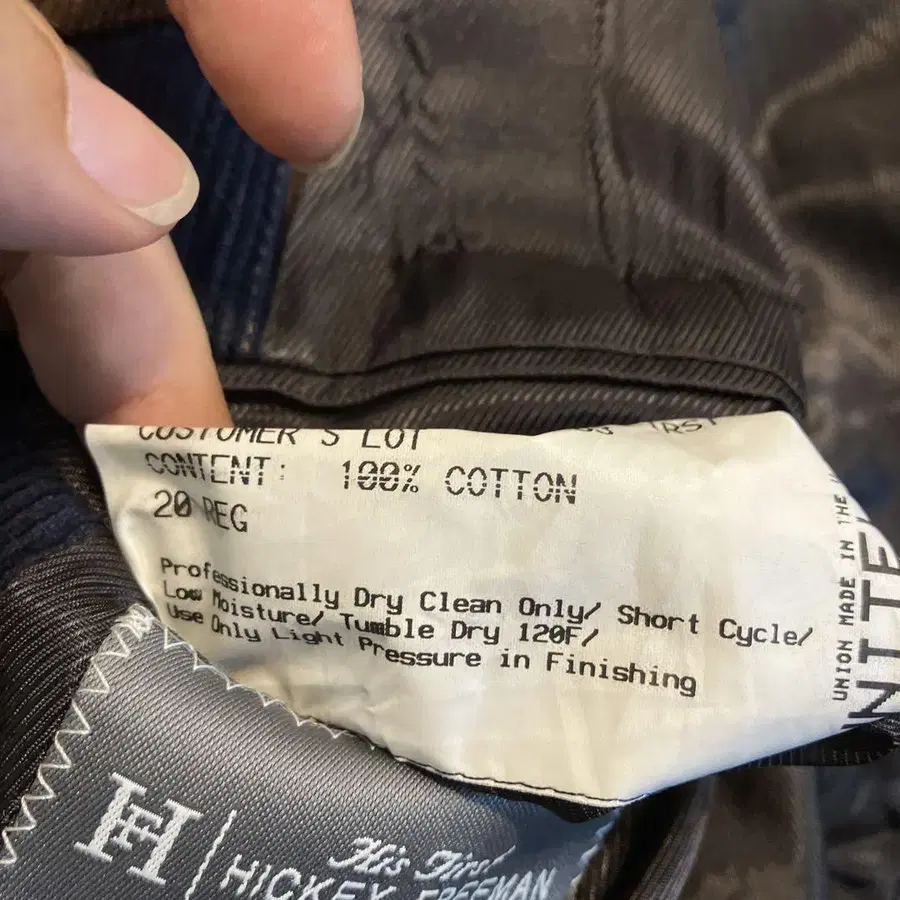 CUSTOMER'S LOT
CONTENT: 100% COTTON
20 REG
Professionally Dry Clean Only/ Short Cycle/
Low Moisture/ Tumble Dry 120F/
Use Only Light Pressure in Finishing
UNION MADE IN THE
HF
His First
HICKEY FREEMAN